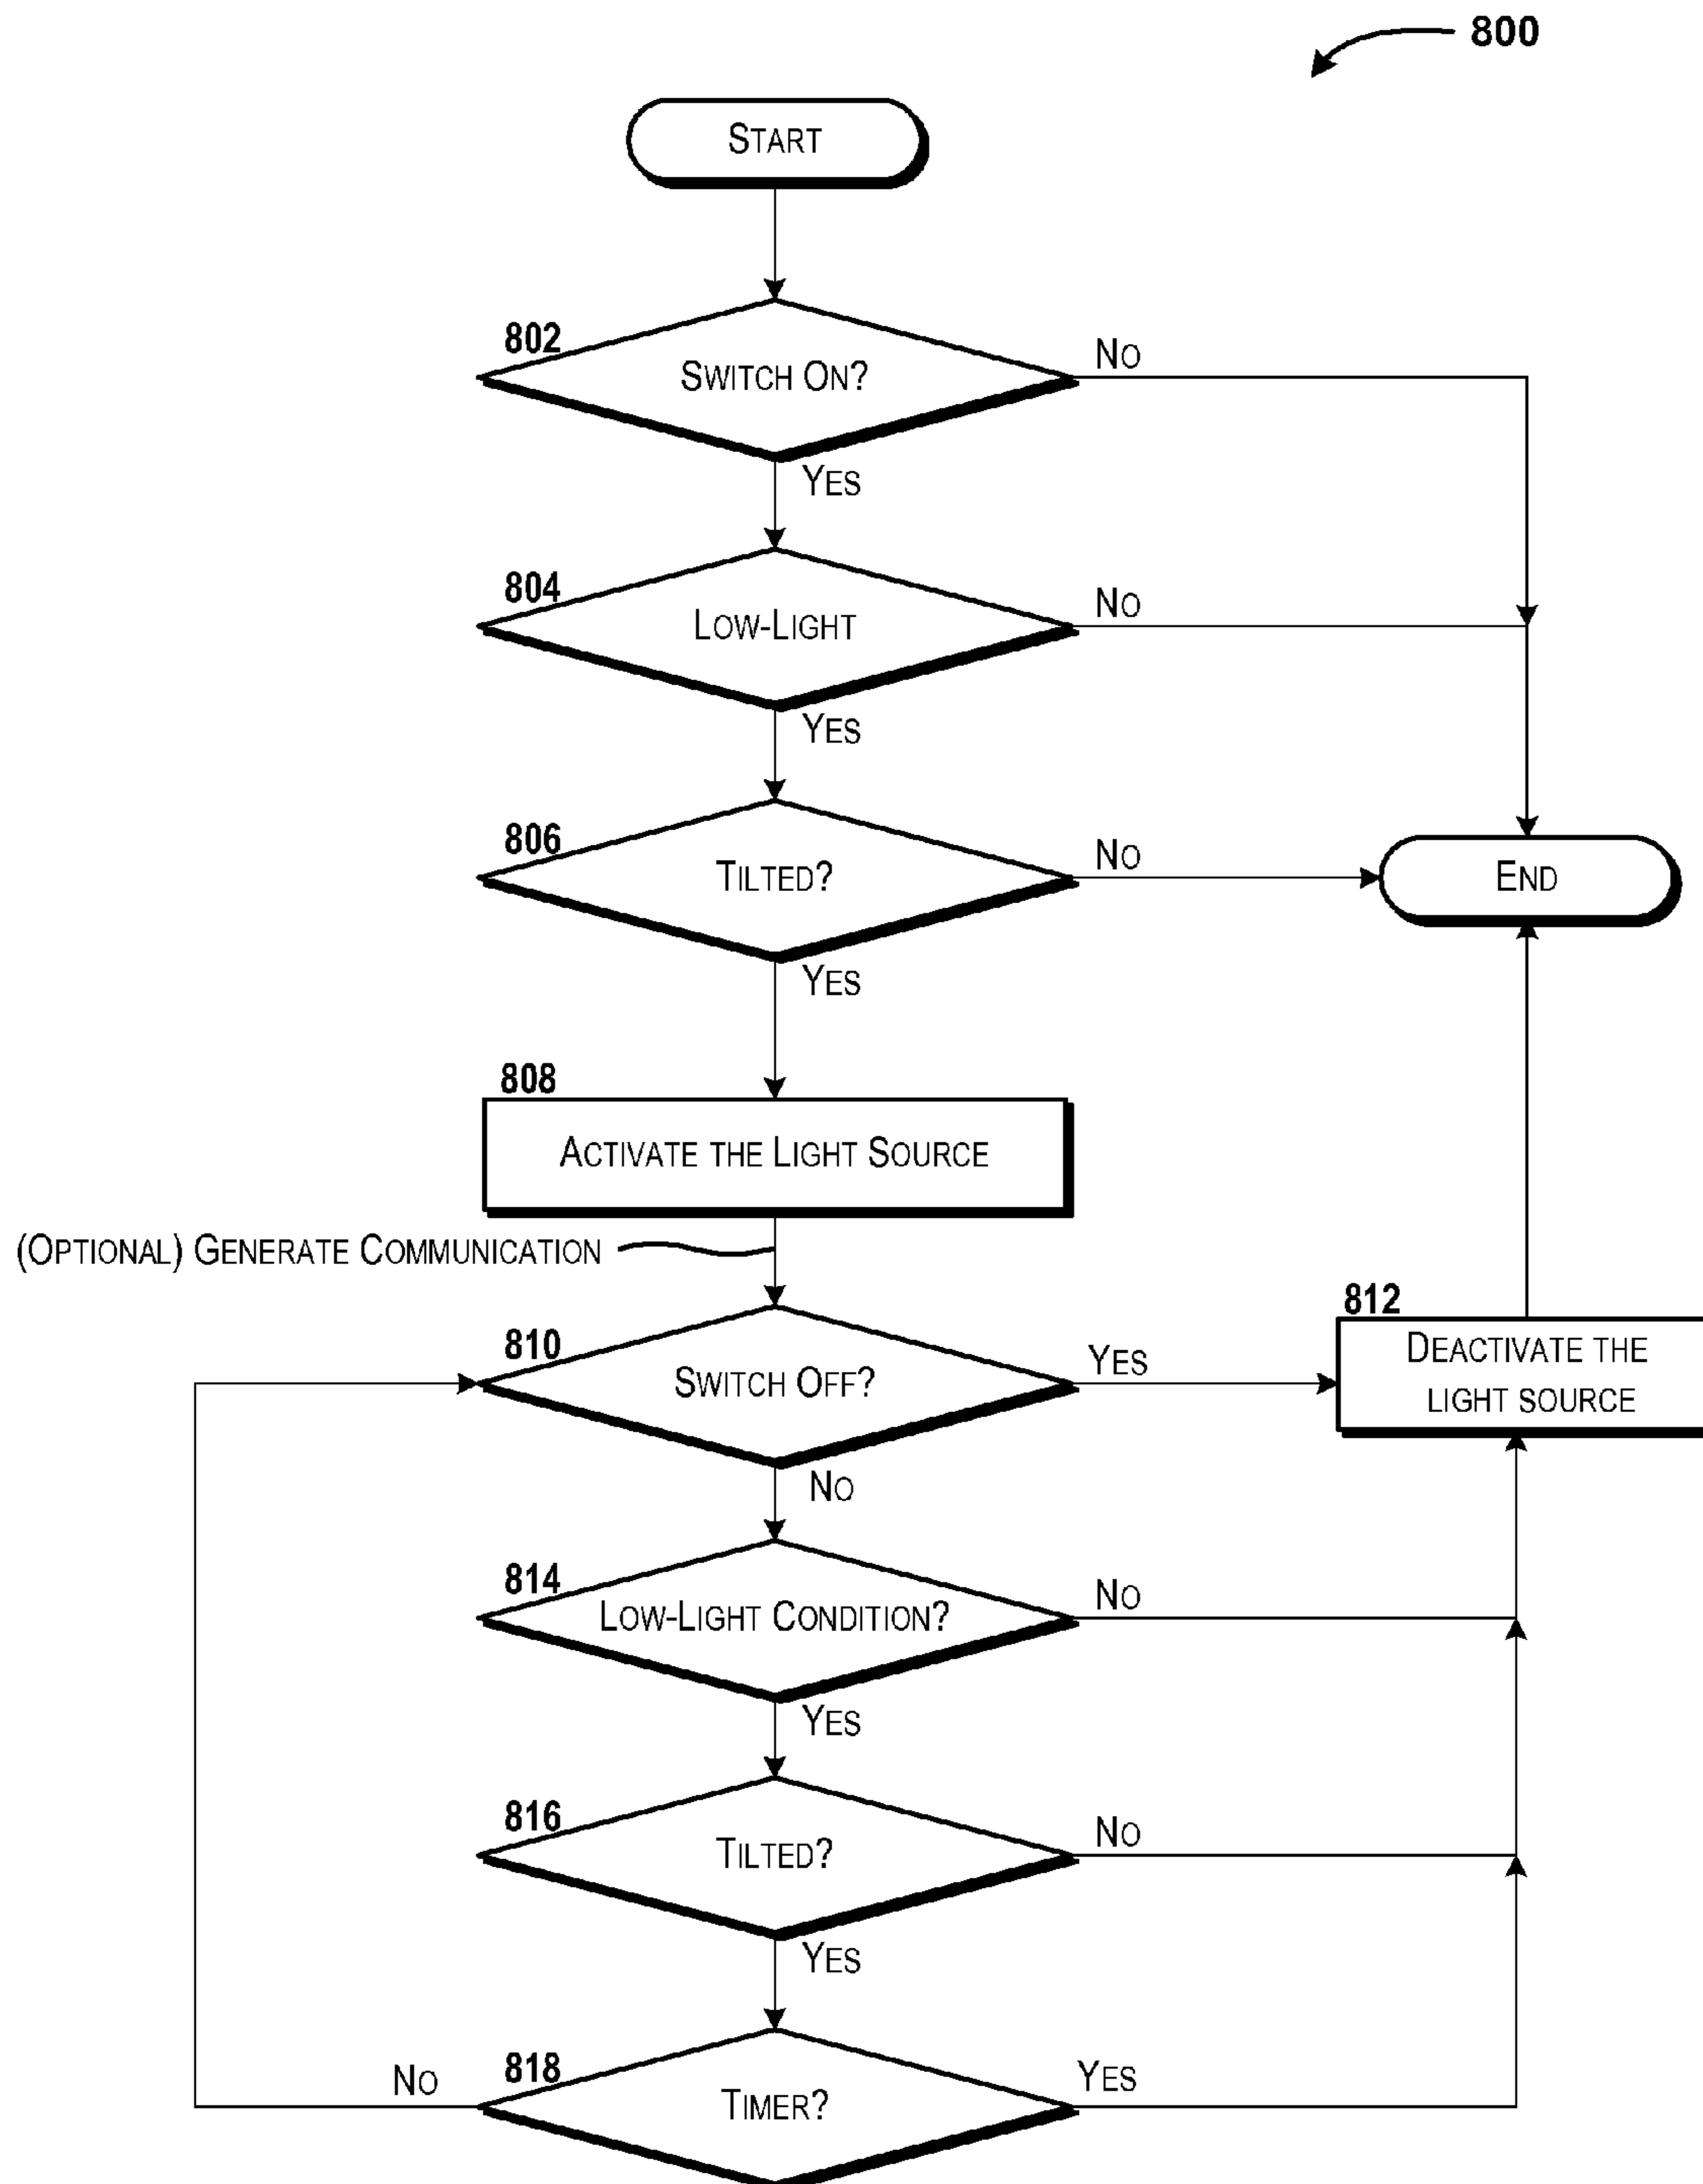 800
START
802
SWITCH ON?
NO
YES
804
LOW-LIGHT
NO
YES
806
TILTED?
NO
END
YES
808
ACTIVATE THE LIGHT SOURCE
(OPTIONAL) GENERATE COMMUNICATION
810
SWITCH OFF?
YES
812
DEACTIVATE THE
LIGHT SOURCE
NO
814
LOW-LIGHT CONDITION?
NO
YES
816
TILTED?
NO
YES
NO
818
TIMER?
YES